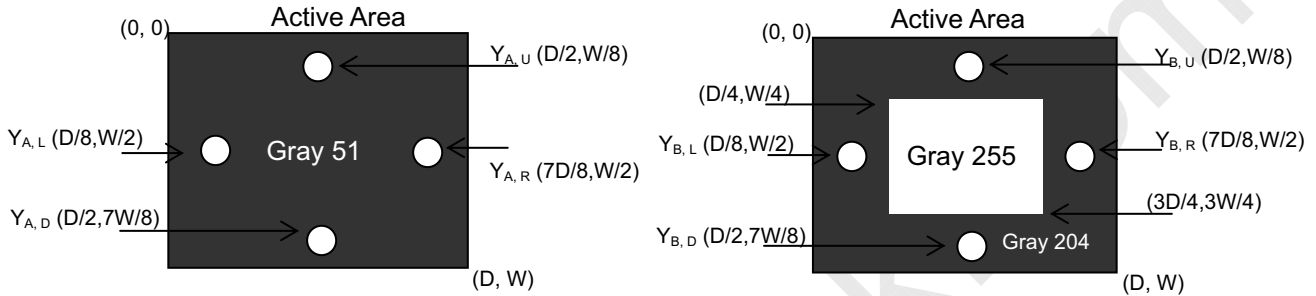 Active Area
(0, 0)
Y_A, U (D/2,W/8)
Y_A, L (D/8,W/2)
Gray 51
Y_A, R (7D/8,W/2)
Y_A, D (D/2,7W/8)
(D, W)
Active Area
(0, 0)
Y_B, U (D/2,W/8)
(D/4,W/4)
Y_B, L (D/8,W/2)
Gray 255
Y_B, R (7D/8,W/2)
(3D/4,3W/4)
Y_B, D (D/2,7W/8)
Gray 204
(D, W)